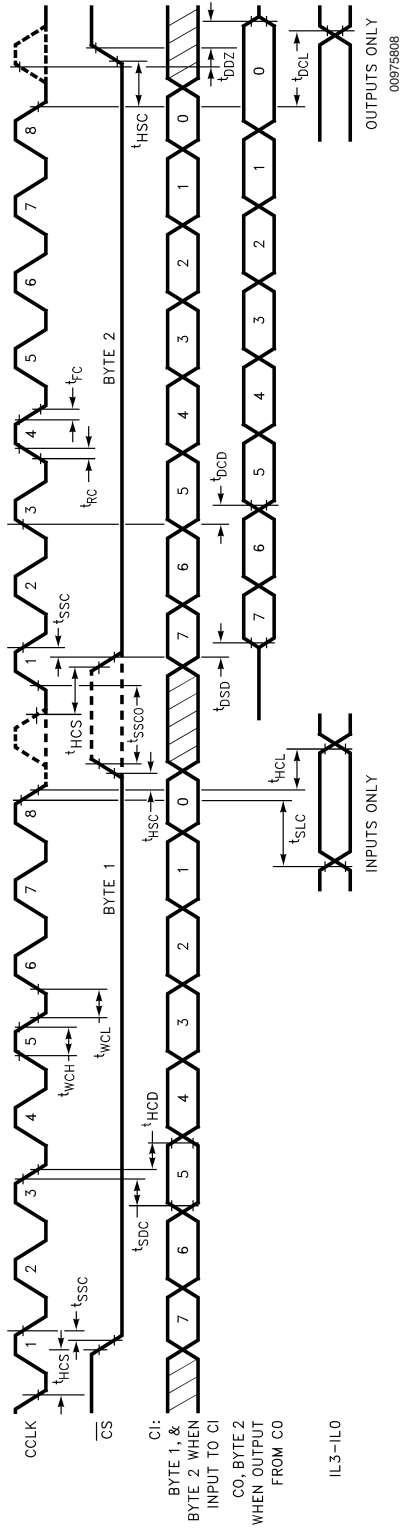 CCLK
1 2 3 4 5 6 7 8 1 2 3 4 5 6 7 8
tHCS tSSC tWCH tWCL tHCS tSSC tRC tFC
CS
BYTE 1 BYTE 2
tHSC tSSCO tHSC
tSDC tHCD
CI:
BYTE 1, &
BYTE 2 WHEN
INPUT TO CI
7 6 5 4 3 2 1 0 7 6 5 4 3 2 1 0
tDSD tDCD tDDZ
CO, BYTE 2
WHEN OUTPUT
FROM CO
7 6 5 4 3 2 1 0
tSLC tHCL tDCL
IL3–IL0
INPUTS ONLY
OUTPUTS ONLY
00975808